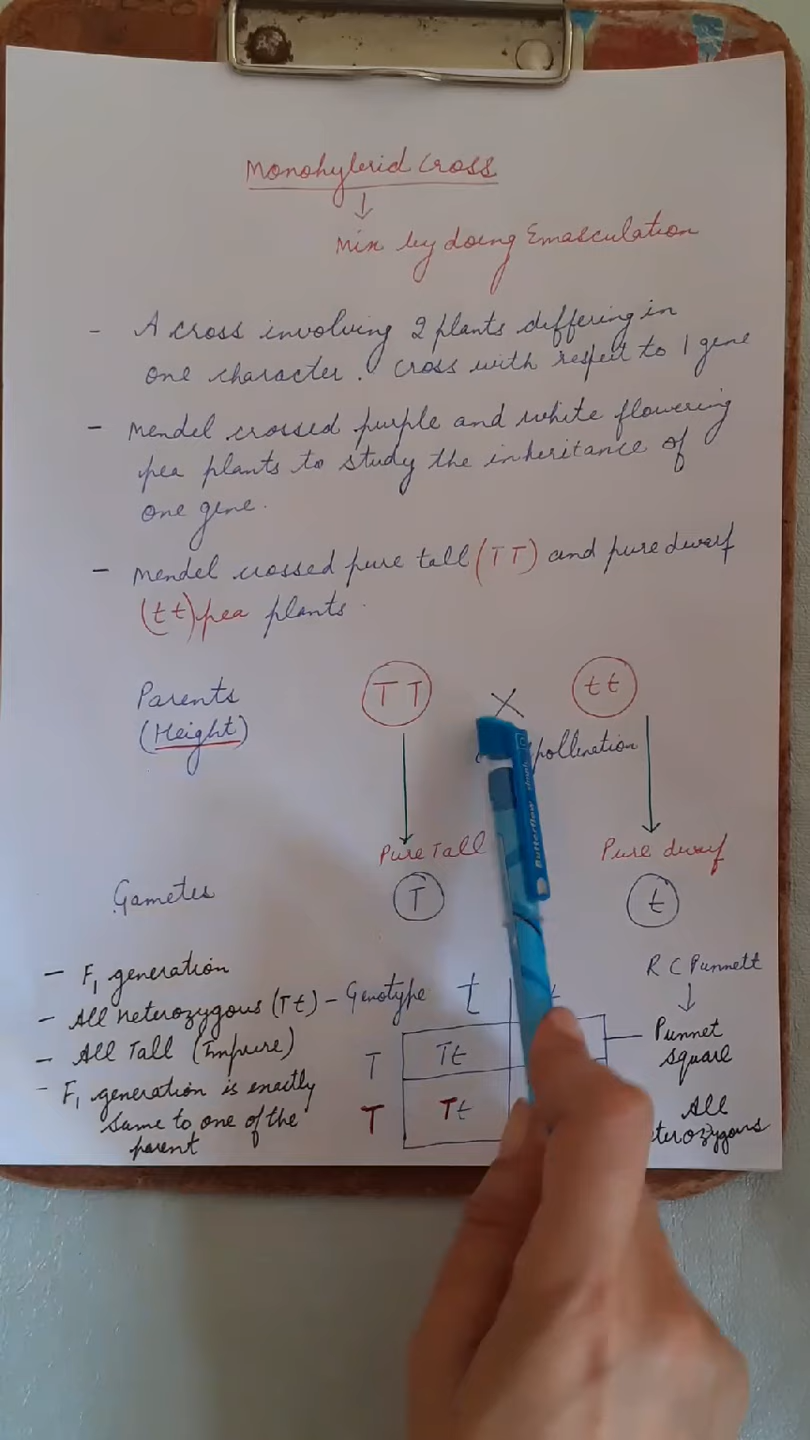 Monohybrid Cross
↓
Mix by doing Emasculation
- A cross involving 2 plants differing in
one character. Cross with respect to 1 gene
- Mendel crossed purple and white flowering
pea plants to study the inheritance of
one gene.
- Mendel crossed pure tall (TT) and pure dwarf
(tt) pea plants.
Parents TT × tt
(Height) pollination
Pure Tall Pure dwarf
Gametes T t
- F1 generation
R C Punnett
- All heterozygous (Tt) - Genotype t t
↓
- All Tall (Impure) T Tt Punnet
square
- F1 generation is exactly
same to one of the T Tt All
parent
Butterflow